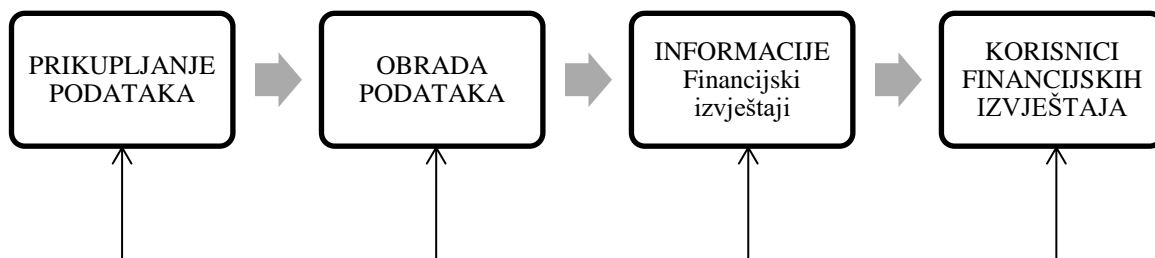 PRIKUPLJANJE
PODATAKA
OBRADA
PODATAKA
INFORMACIJE
Financijski
izvještaji
KORISNICI
FINANCIJSKIH
IZVJEŠTAJA